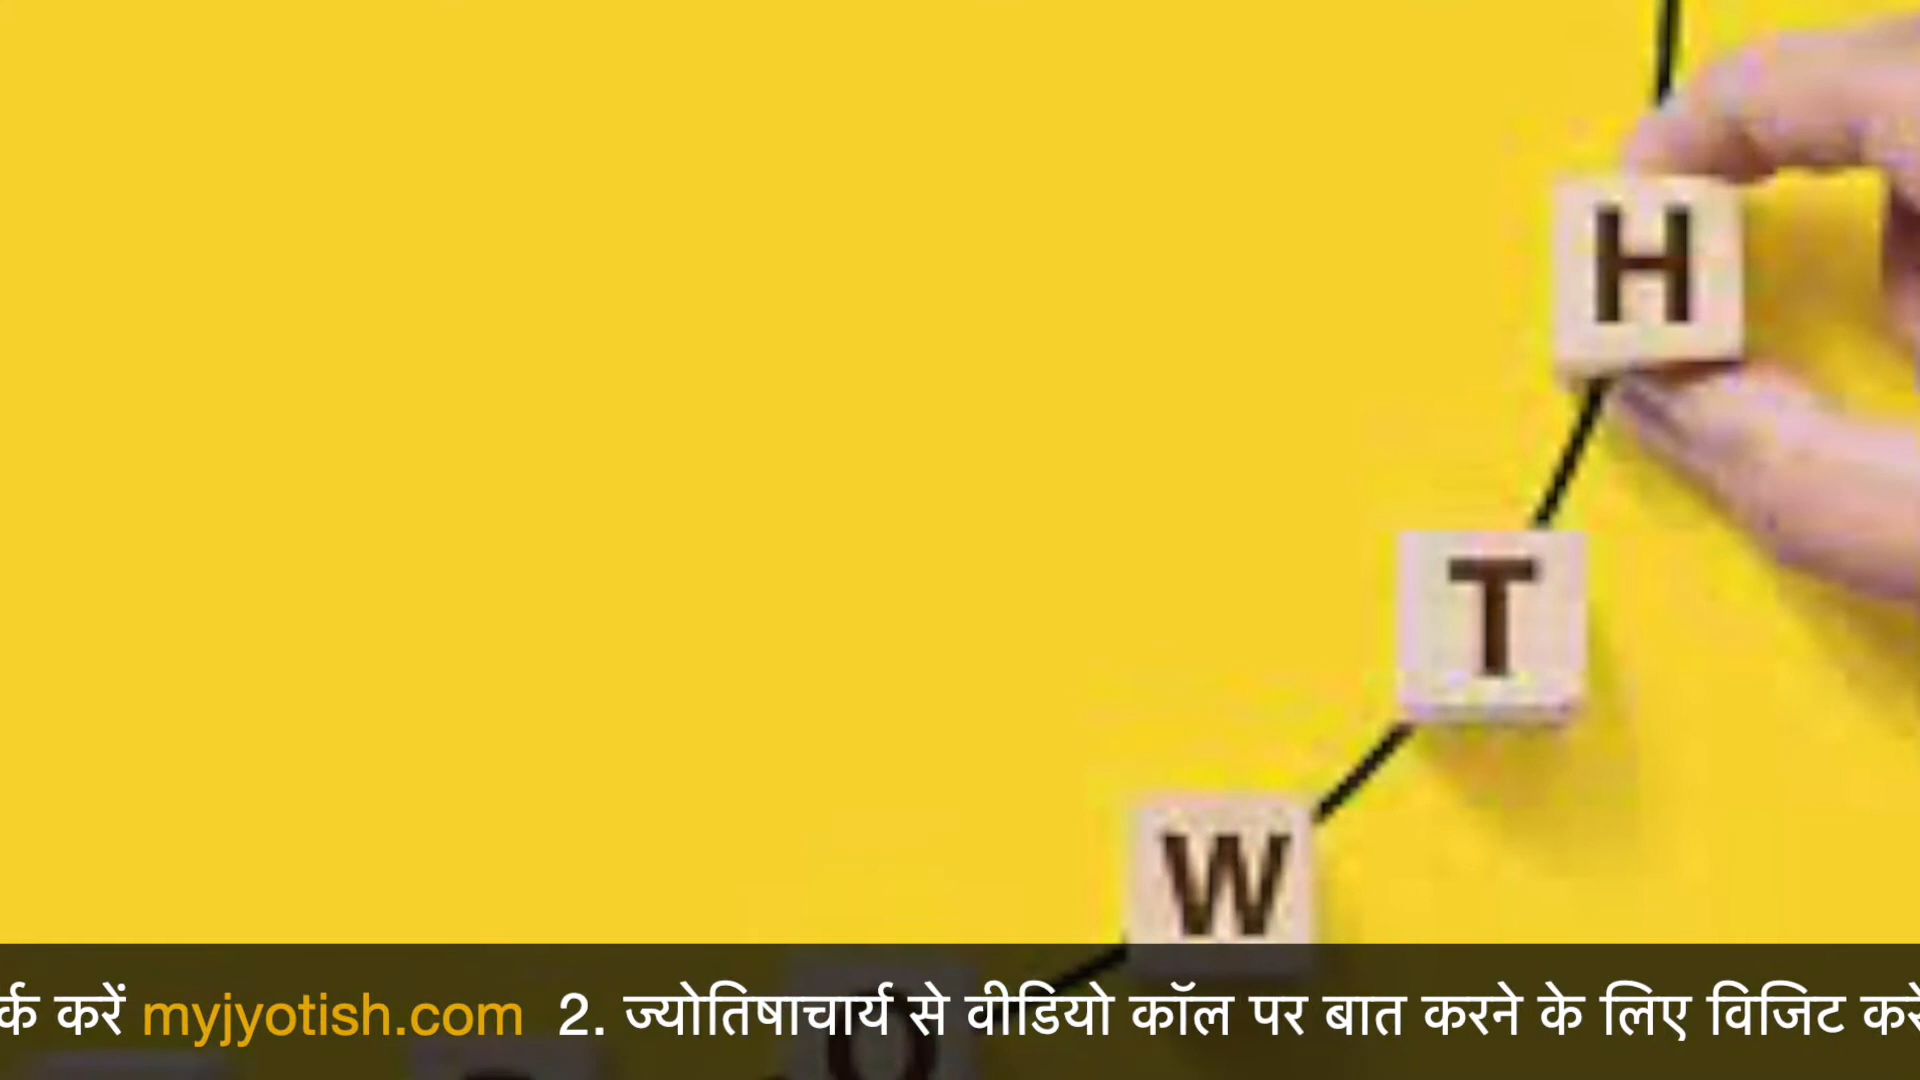 H
T
W
O
र्क करें myjyotish.com 2. ज्योतिषाचार्य से वीडियो कॉल पर बात करने के लिए विजिट करें